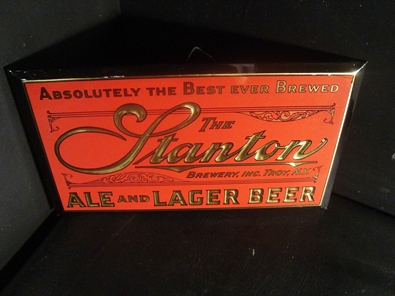 ABSOLUTELY THE BEST EVER BREWED
THE
Stanton
BREWERY, INC. TROY, N.Y.
ALE AND LAGER BEER